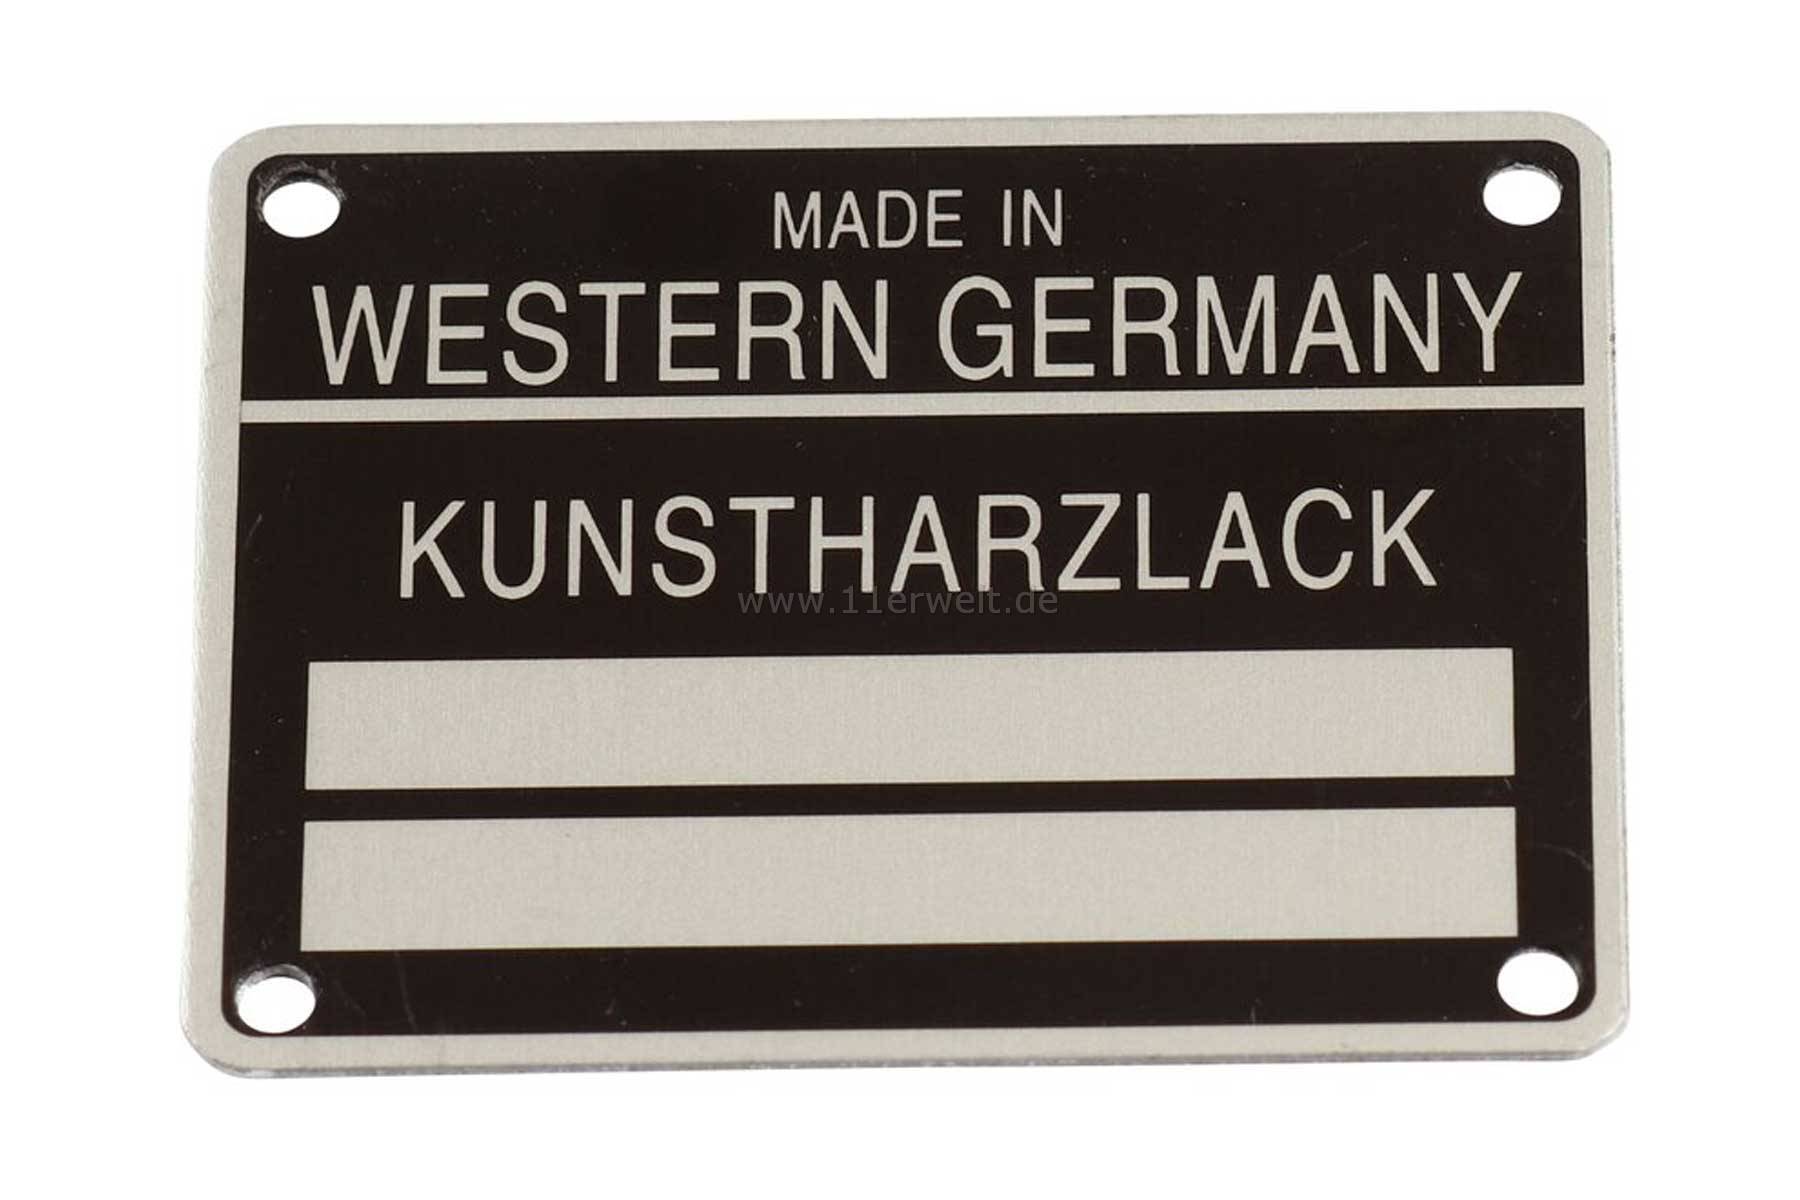 MADE IN
WESTERN GERMANY
KUNSTHARZLACK
www.11erwelt.de